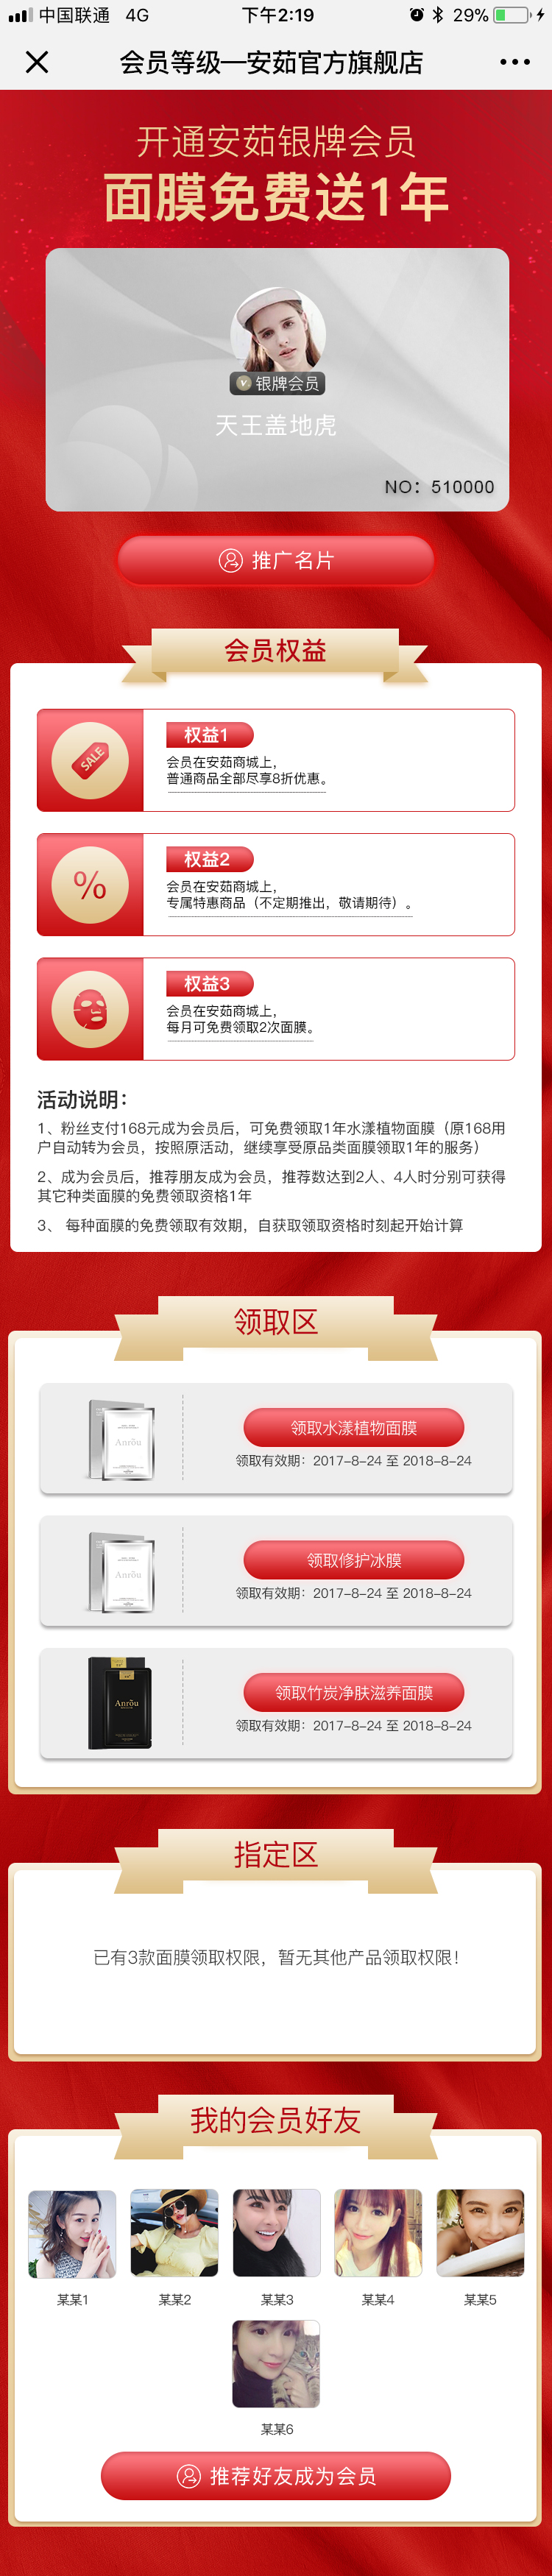 中国联通 4G 下午2:19 29%
会员等级—安茹官方旗舰店
开通安茹银牌会员
面膜免费送1年
V 银牌会员
天王盖地虎
NO：510000
推广名片
会员权益
SALE
权益1
会员在安茹商城上，
普通商品全部尽享8折优惠。
%
权益2
会员在安茹商城上，
专属特惠商品（不定期推出，敬请期待）。
权益3
会员在安茹商城上，
每月可免费领取2次面膜。
活动说明：
1、粉丝支付168元成为会员后，可免费领取1年水漾植物面膜（原168用
户自动转为会员，按照原活动，继续享受原品类面膜领取1年的服务）
2、成为会员后，推荐朋友成为会员，推荐数达到2人、4人时分别可获得
其它种类面膜的免费领取资格1年
3、 每种面膜的免费领取有效期，自获取领取资格时刻起开始计算
领取区
Anrou
领取水漾植物面膜
领取有效期：2017-8-24 至 2018-8-24
Anrou
领取修护冰膜
领取有效期：2017-8-24 至 2018-8-24
Anrou
领取竹炭净肤滋养面膜
领取有效期：2017-8-24 至 2018-8-24
指定区
已有3款面膜领取权限，暂无其他产品领取权限！
我的会员好友
某某1 某某2 某某3 某某4 某某5
某某6
推荐好友成为会员